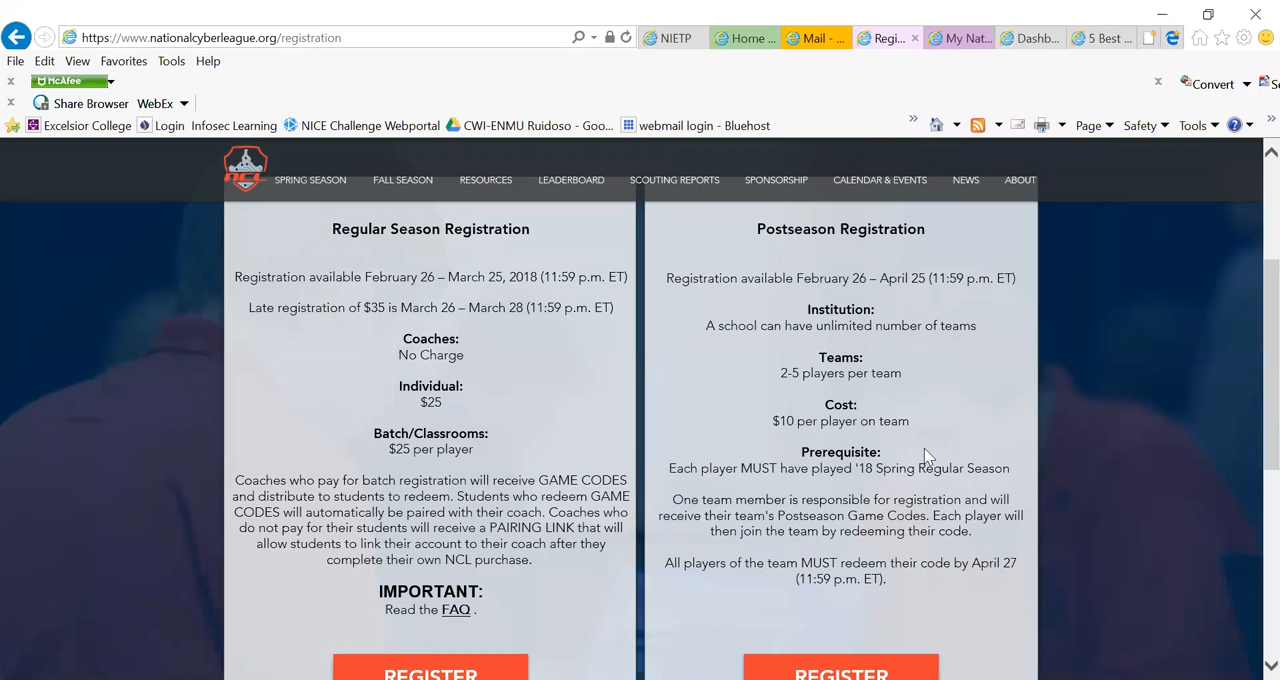 https://www.nationalcyberleague.org/registration
NIETP
Home ...
Mail - ...
Regi...
My Nat...
Dashb...
5 Best ...
File Edit View Favorites Tools Help
McAfee
Convert
Share Browser WebEx
Excelsior College
Login
Infosec Learning
NICE Challenge Webportal
CWI-ENMU Ruidoso - Goo...
webmail login - Bluehost
Page Safety Tools
NCL
SPRING SEASON FALL SEASON RESOURCES LEADERBOARD SCOUTING REPORTS SPONSORSHIP CALENDAR & EVENTS NEWS ABOUT
Regular Season Registration
Registration available February 26 – March 25, 2018 (11:59 p.m. ET)
Late registration of $35 is March 26 – March 28 (11:59 p.m. ET)
Coaches:
No Charge
Individual:
$25
Batch/Classrooms:
$25 per player
Coaches who pay for batch registration will receive GAME CODES
and distribute to students to redeem. Students who redeem GAME
CODES will automatically be paired with their coach. Coaches who
do not pay for their students will receive a PAIRING LINK that will
allow students to link their account to their coach after they
complete their own NCL purchase.
IMPORTANT:
Read the FAQ .
REGISTER
Postseason Registration
Registration available February 26 – April 25 (11:59 p.m. ET)
Institution:
A school can have unlimited number of teams
Teams:
2-5 players per team
Cost:
$10 per player on team
Prerequisite:
Each player MUST have played '18 Spring Regular Season
One team member is responsible for registration and will
receive their team's Postseason Game Codes. Each player will
then join the team by redeeming their code.
All players of the team MUST redeem their code by April 27
(11:59 p.m. ET).
REGISTER